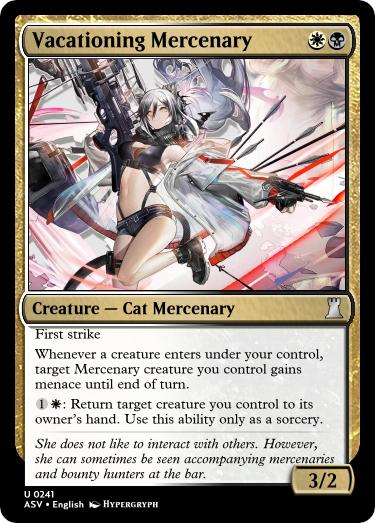 Vacationing Mercenary
Creature — Cat Mercenary
First strike
Whenever a creature enters under your control,
target Mercenary creature you control gains
menace until end of turn.
1: Return target creature you control to its
owner's hand. Use this ability only as a sorcery.
She does not like to interact with others. However,
she can sometimes be seen accompanying mercenaries
and bounty hunters at the bar.
3/2
U 0241
ASV • English HYPERGRYPH